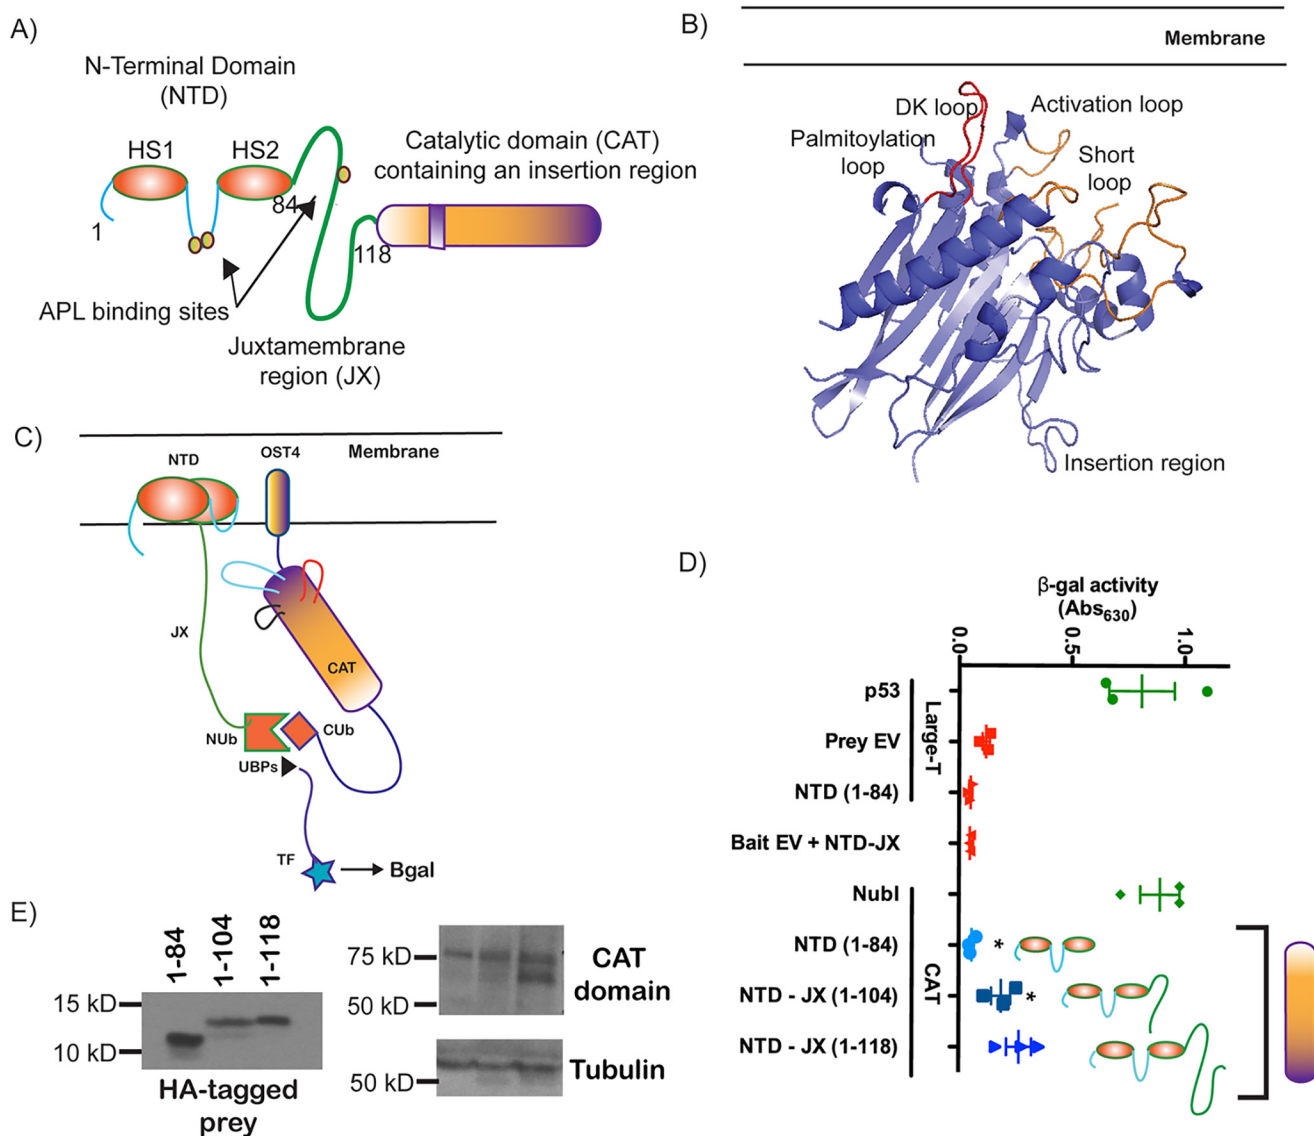 A)
N-Terminal Domain
(NTD)
HS1
HS2
84
1
118
Catalytic domain (CAT)
containing an insertion region
APL binding sites
Juxtamembrane
region (JX)
B)
Membrane
DK loop
Activation loop
Palmitoylation
loop
Short
loop
Insertion region
C)
NTD
OST4
Membrane
JX
CAT
NUb
CUb
UBPs
TF
Bgal
D)
β-gal activity
(Abs630)
0.0
0.5
1.0
p53
Prey EV
NTD (1-84)
Large-T
Bait EV + NTD-JX
NubI
NTD (1-84)
*
NTD - JX (1-104)
*
NTD - JX (1-118)
CAT
E)
1-84
1-104
1-118
15 kD
10 kD
HA-tagged
prey
75 kD
50 kD
CAT
domain
50 kD
Tubulin